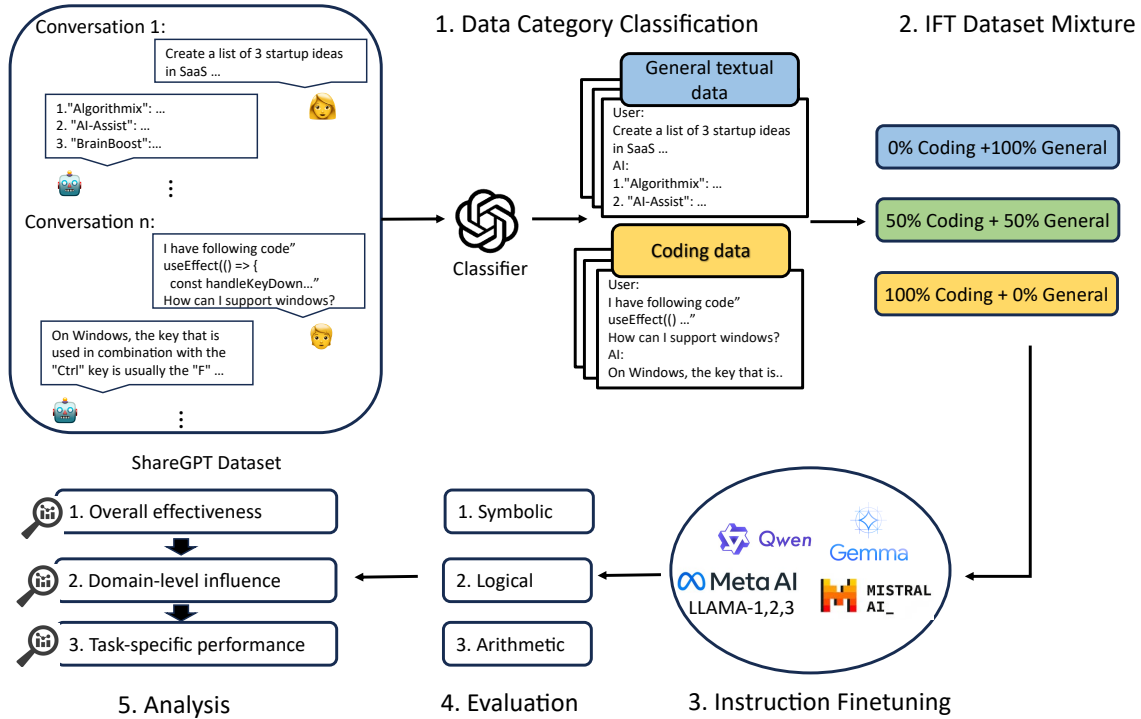 Conversation 1:
Create a list of 3 startup ideas
in SaaS ...
1."Algorithmix": ...
2. "AI-Assist": ...
3. "BrainBoost":...
⋮
Conversation n:
I have following code”
useEffect(() => {
const handleKeyDown...”
How can I support windows?
On Windows, the key that is
used in combination with the
"Ctrl" key is usually the "F" ...
⋮
ShareGPT Dataset
Classifier
1. Data Category Classification
General textual
data
User:
Create a list of 3 startup ideas
in SaaS ...
AI:
1."Algorithmix": ...
2. "AI-Assist": ...
Coding data
User:
I have following code”
useEffect(() ...”
How can I support windows?
AI:
On Windows, the key that is..
2. IFT Dataset Mixture
0% Coding +100% General
50% Coding + 50% General
100% Coding + 0% General
Qwen
Gemma
Meta AI
LLAMA-1,2,3
MISTRAL
AI_
3. Instruction Finetuning
1. Symbolic
2. Logical
3. Arithmetic
4. Evaluation
1. Overall effectiveness
2. Domain-level influence
3. Task-specific performance
5. Analysis